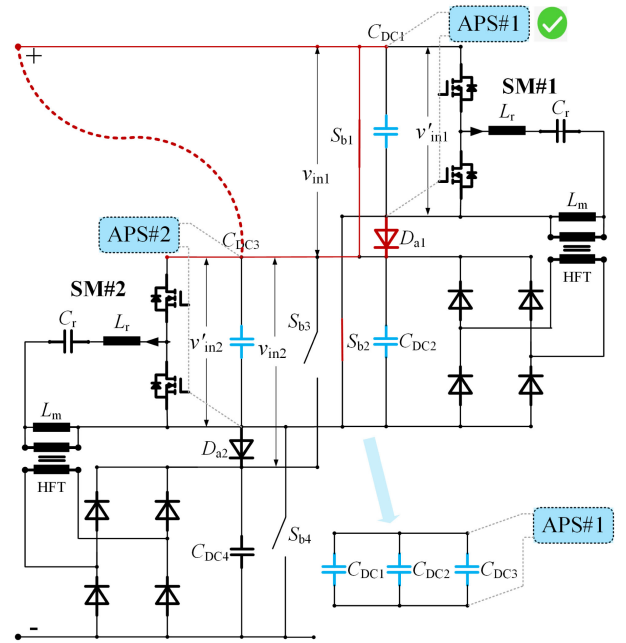 C_DC1
APS#1
+
SM#1
L_r
C_r
S_b1
v'_in1
v_in1
L_m
APS#2
C_DC3
D_a1
HFT
SM#2
C_r
L_r
v'_in2
v_in2
S_b3
S_b2
C_DC2
L_m
D_a2
HFT
APS#1
C_DC4
S_b4
C_DC1
C_DC2
C_DC3
-